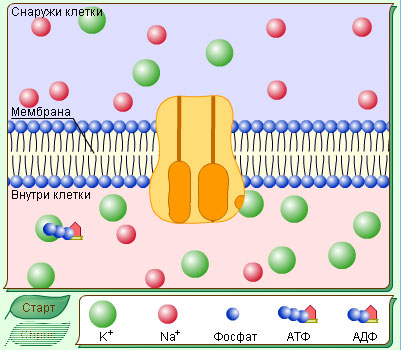 Снаружи клетки
Мембрана
Внутри клетки
Старт
K+ Na+ Фосфат АТФ АДФ